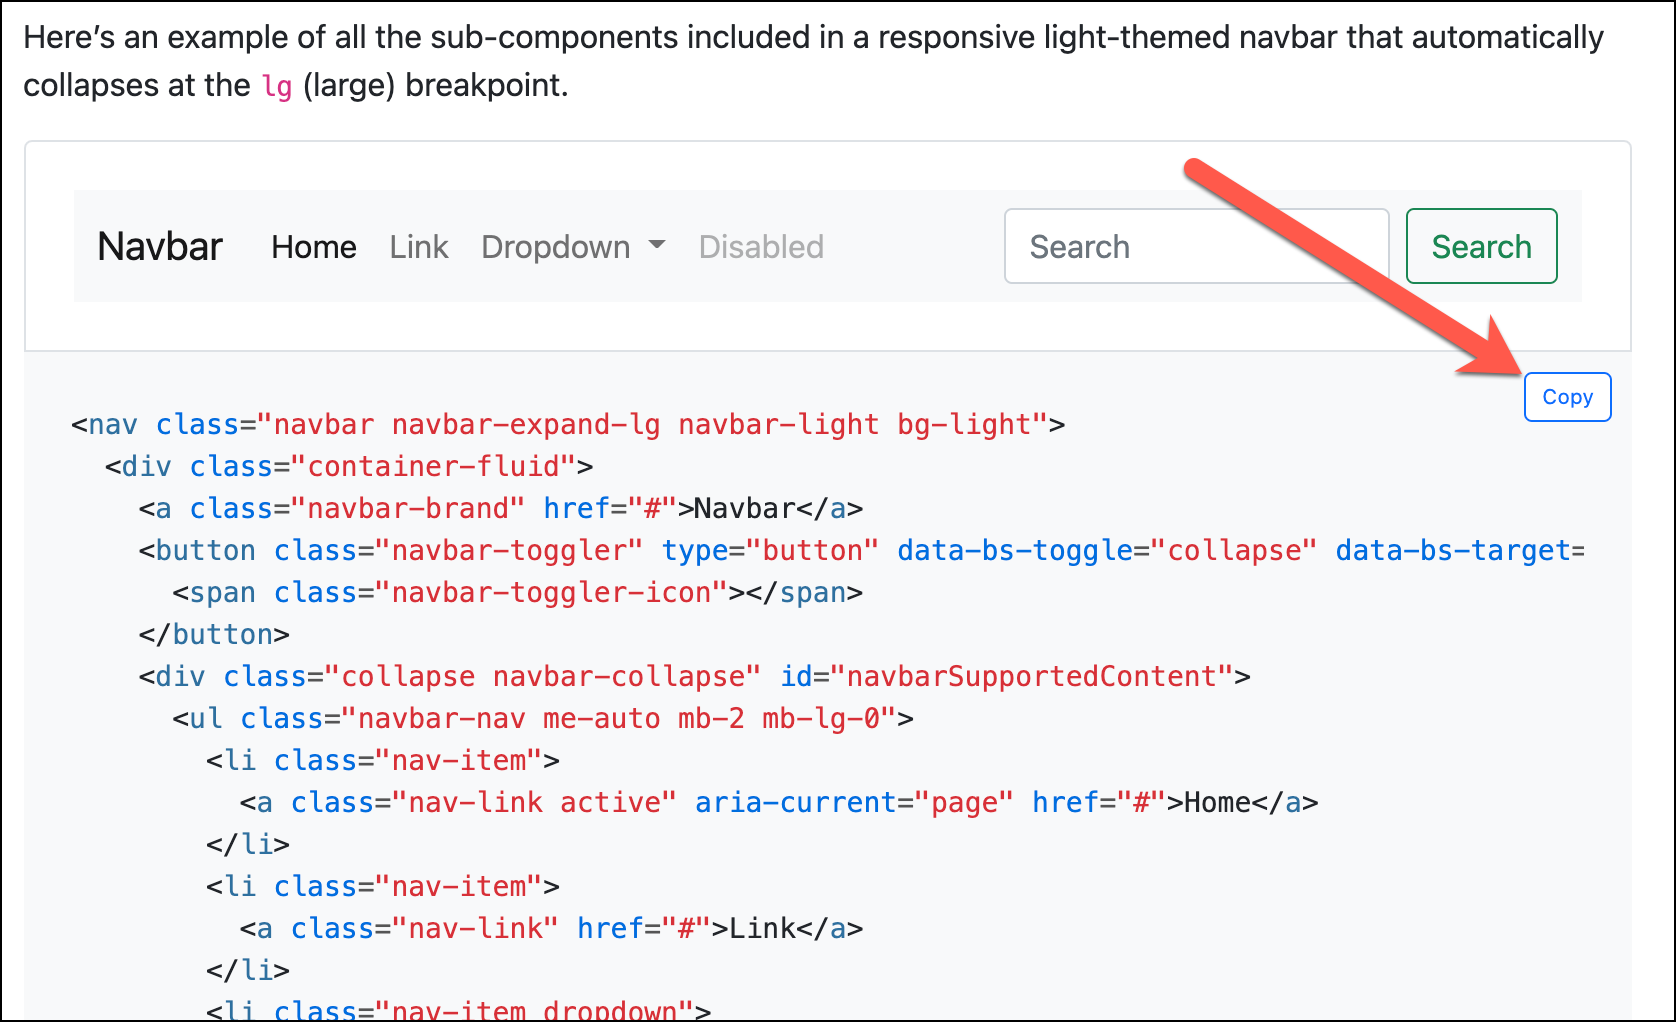 Here’s an example of all the sub-components included in a responsive light-themed navbar that automatically
collapses at the lg (large) breakpoint.
Navbar Home Link Dropdown Disabled Search Search
Copy
<nav class="navbar navbar-expand-lg navbar-light bg-light">
  <div class="container-fluid">
    <a class="navbar-brand" href="#">Navbar</a>
    <button class="navbar-toggler" type="button" data-bs-toggle="collapse" data-bs-target=
      <span class="navbar-toggler-icon"></span>
    </button>
    <div class="collapse navbar-collapse" id="navbarSupportedContent">
      <ul class="navbar-nav me-auto mb-2 mb-lg-0">
        <li class="nav-item">
          <a class="nav-link active" aria-current="page" href="#">Home</a>
        </li>
        <li class="nav-item">
          <a class="nav-link" href="#">Link</a>
        </li>
        <li class="nav-item dropdown">